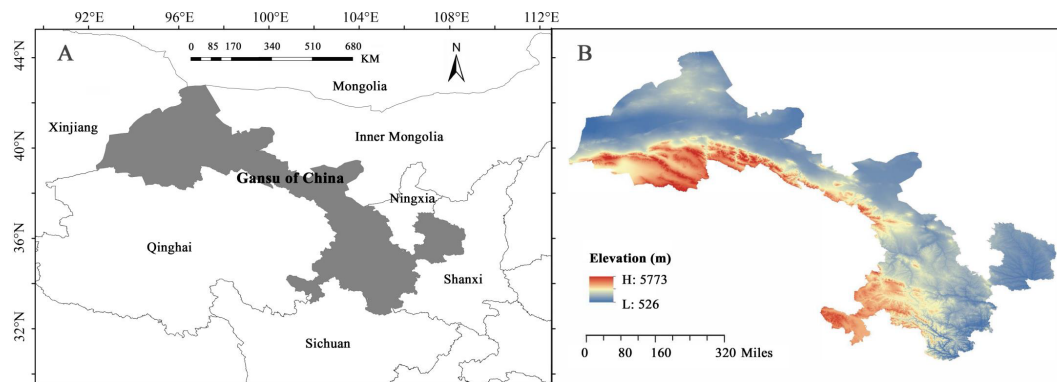 92°E 96°E 100°E 104°E 108°E 112°E
44°N
40°N
36°N
32°N
A
0 85 170 340 510 680
KM
N
Mongolia
Xinjiang
Inner Mongolia
Gansu of China
Ningxia
Qinghai
Shanxi
Sichuan
B
Elevation (m)
H: 5773
L: 526
0 80 160 320 Miles